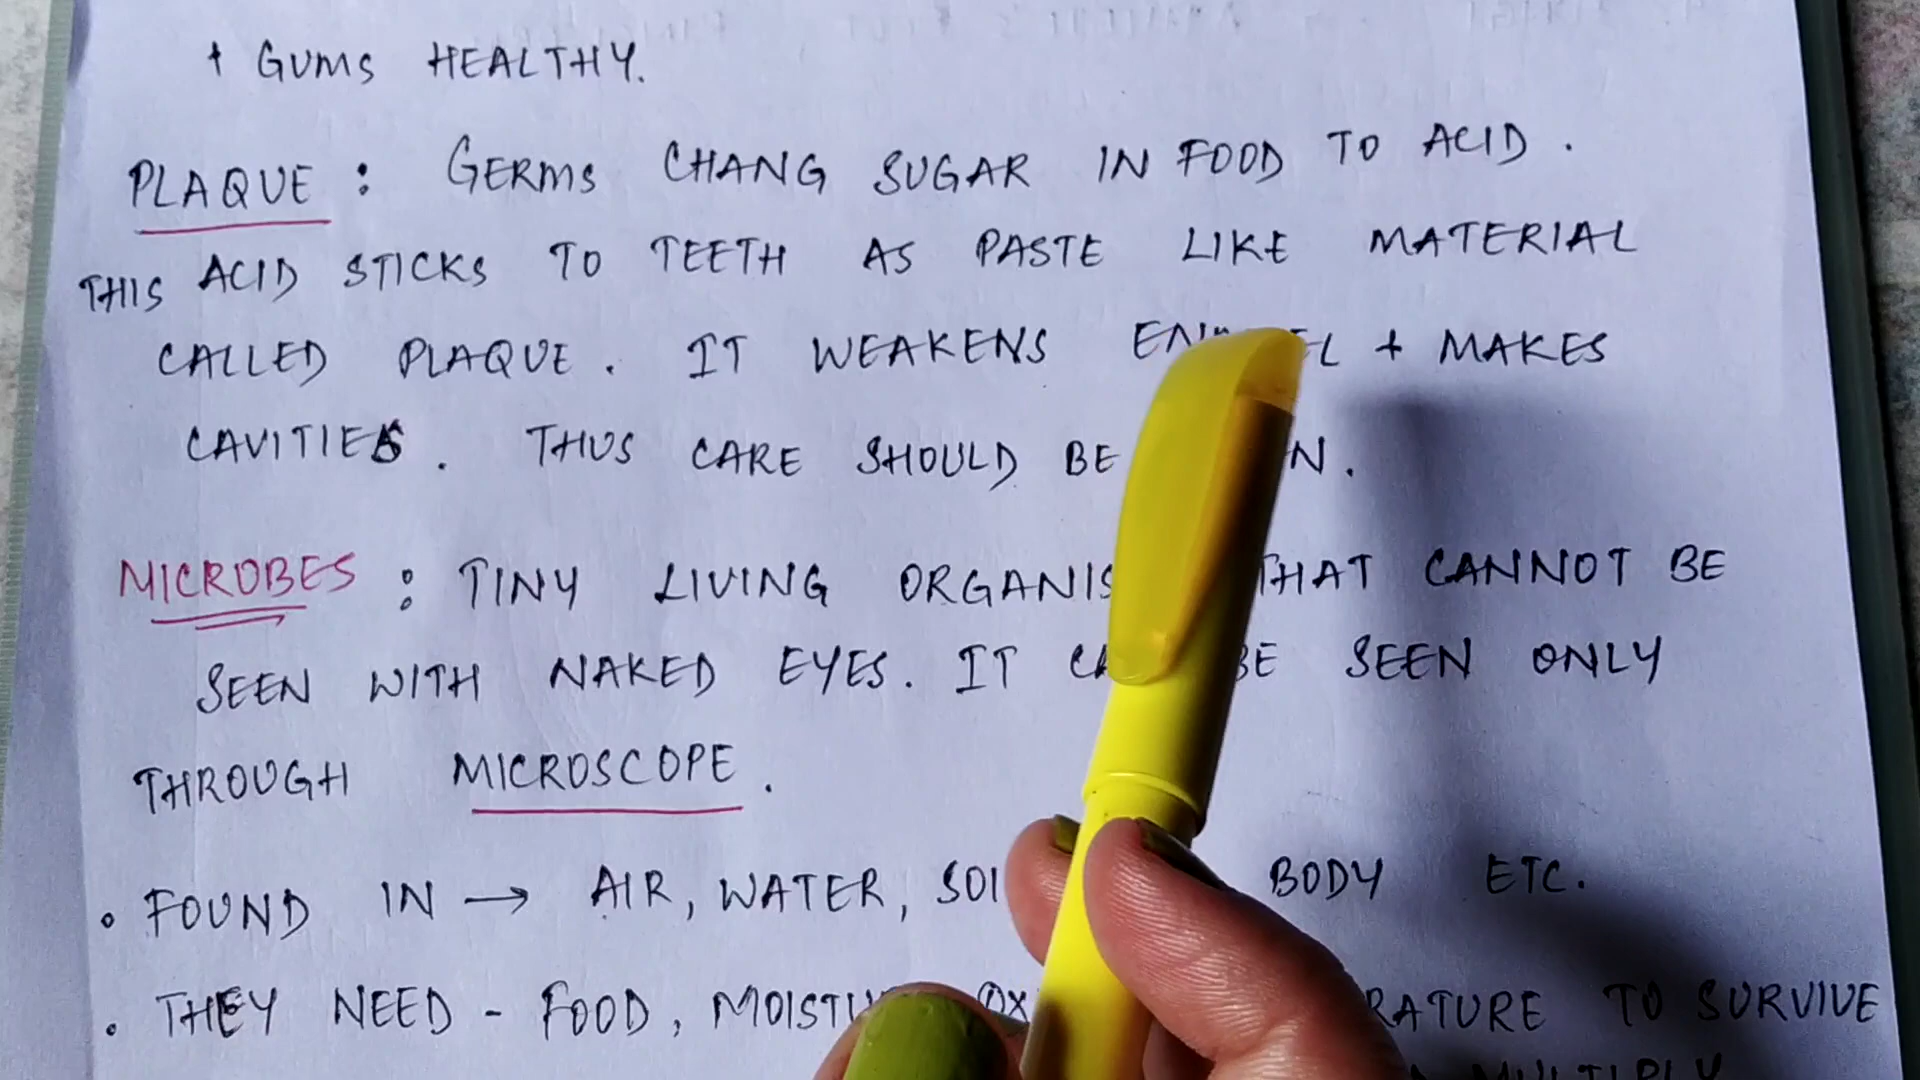 + GUMS HEALTHY.
PLAQUE : GERMS CHANG SUGAR IN FOOD TO ACID .
THIS ACID STICKS TO TEETH AS PASTE LIKE MATERIAL
CALLED PLAQUE . IT WEAKENS + MAKES
CAVITIES . THUS CARE SHOULD BE
MICROBES : TINY LIVING THAT CANNOT BE
SEEN WITH NAKED EYES . IT BE SEEN ONLY
THROUGH MICROSCOPE .
• FOUND IN → AIR, WATER, BODY ETC.
• THEY NEED - FOOD, TO SURVIVE
MULTIPLY